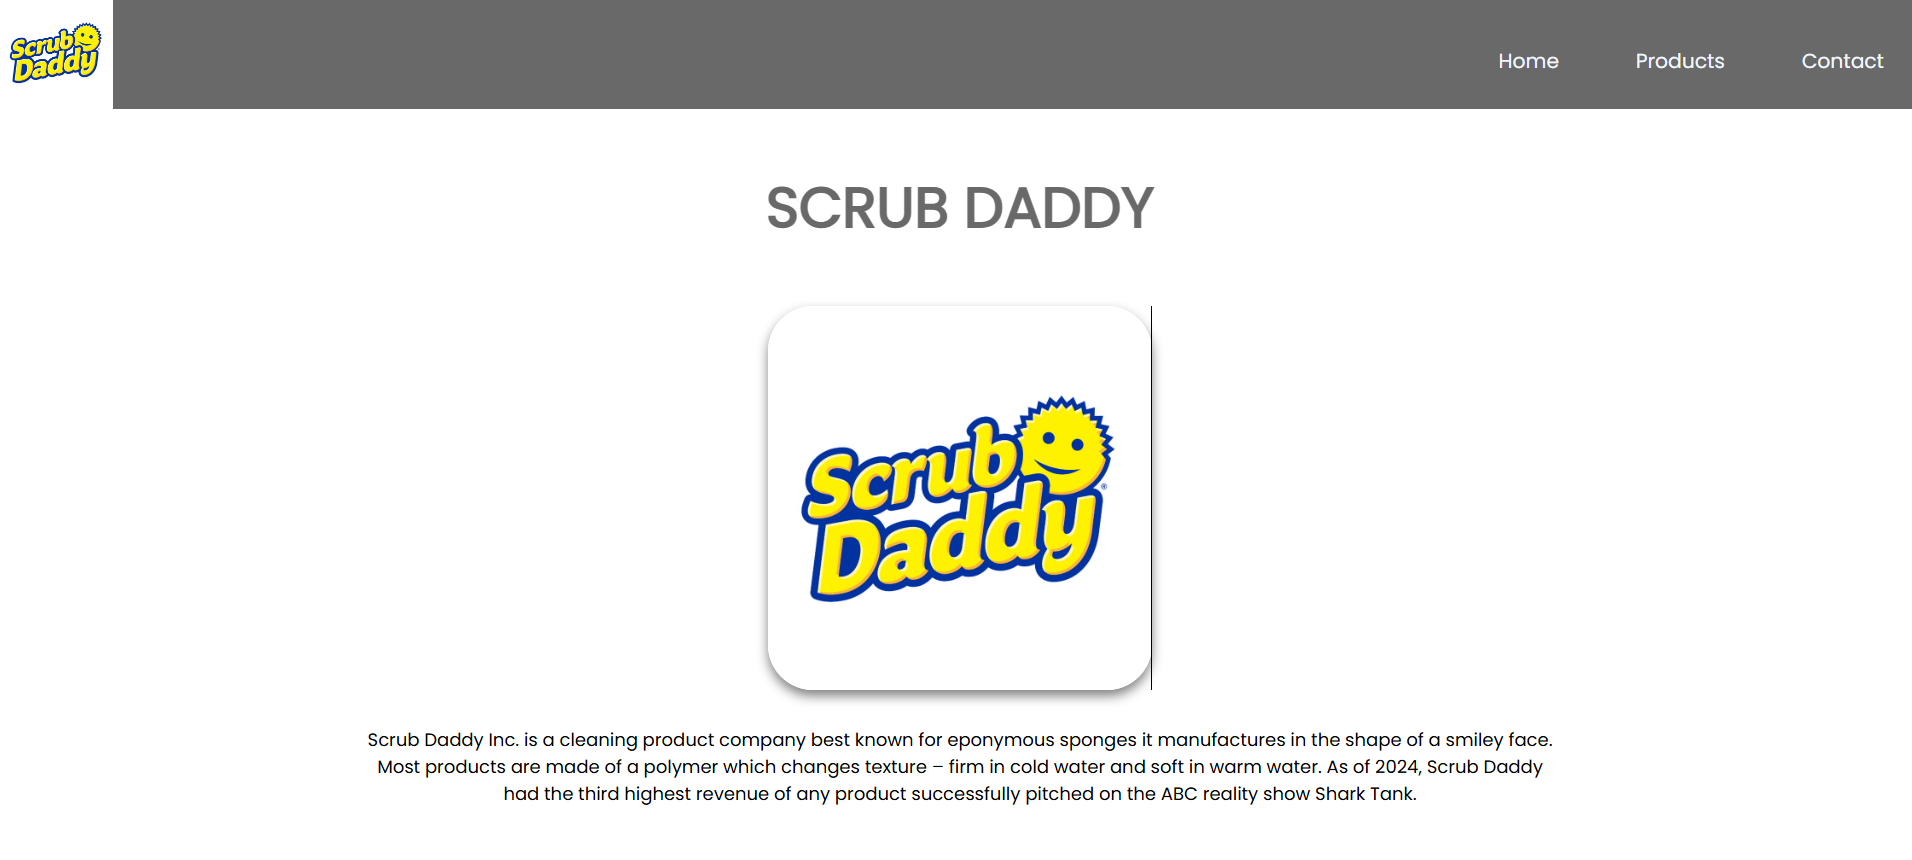 Scrub
Daddy
Home
Products
Contact
SCRUB DADDY
Scrub
Daddy®
Scrub Daddy Inc. is a cleaning product company best known for eponymous sponges it manufactures in the shape of a smiley face.
Most products are made of a polymer which changes texture – firm in cold water and soft in warm water. As of 2024, Scrub Daddy
had the third highest revenue of any product successfully pitched on the ABC reality show Shark Tank.